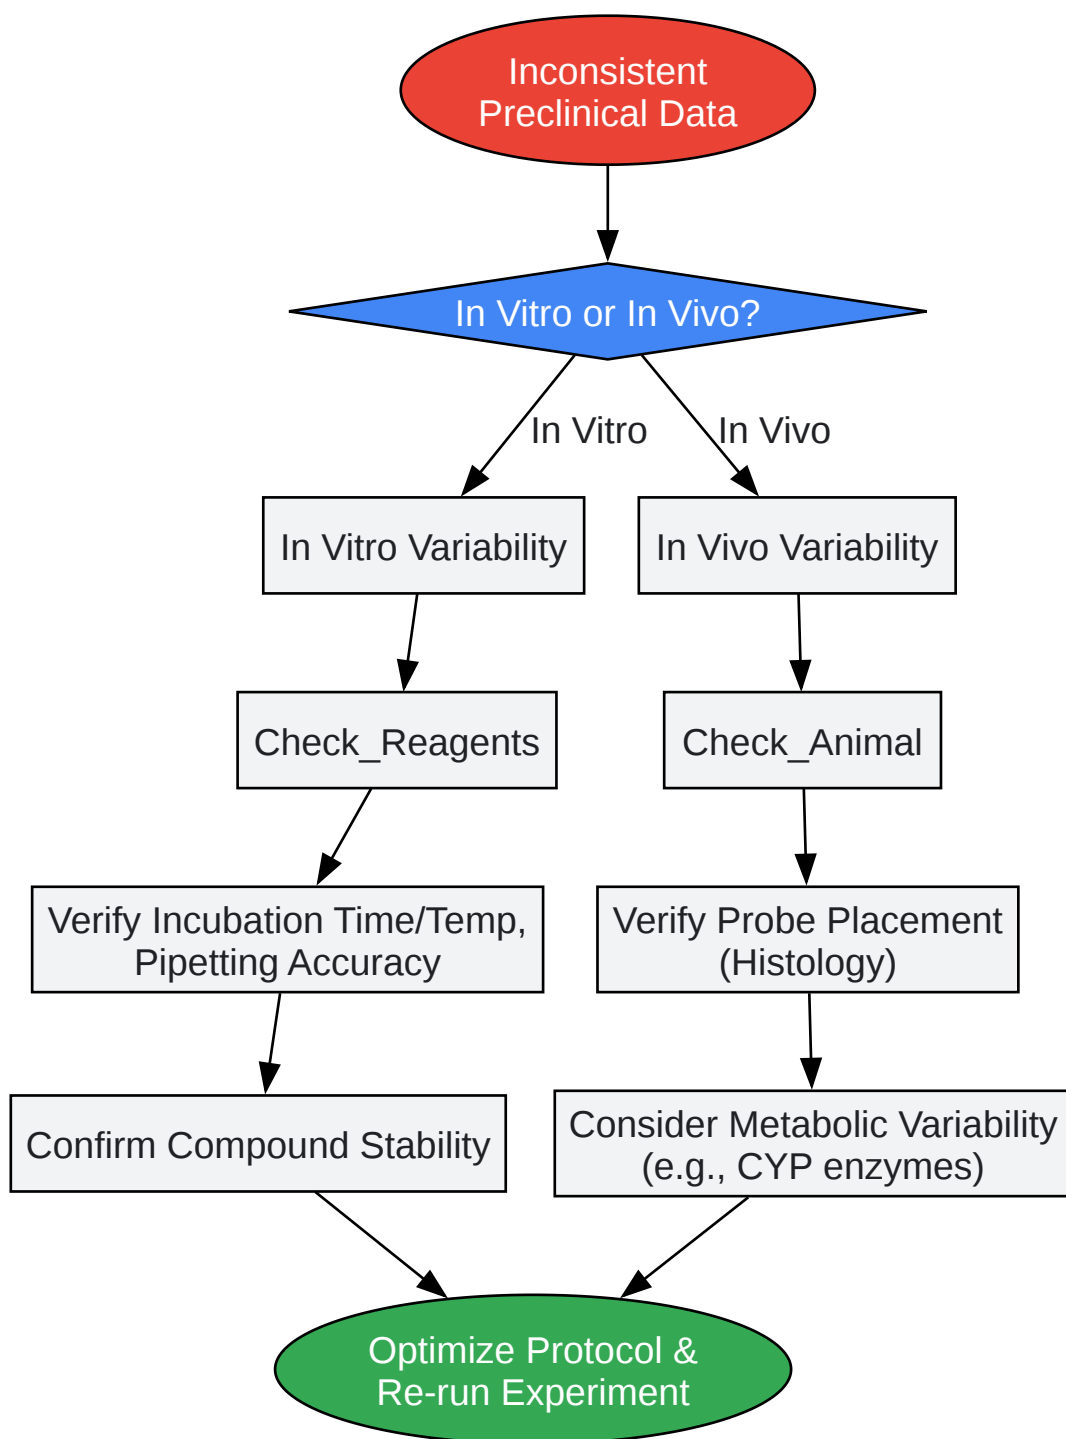 Inconsistent
Preclinical Data
In Vitro or In Vivo?
In Vitro
In Vivo
In Vitro Variability
In Vivo Variability
Check_Reagents
Check_Animal
Verify Incubation Time/Temp,
Pipetting Accuracy
Verify Probe Placement
(Histology)
Confirm Compound Stability
Consider Metabolic Variability
(e.g., CYP enzymes)
Optimize Protocol &
Re-run Experiment